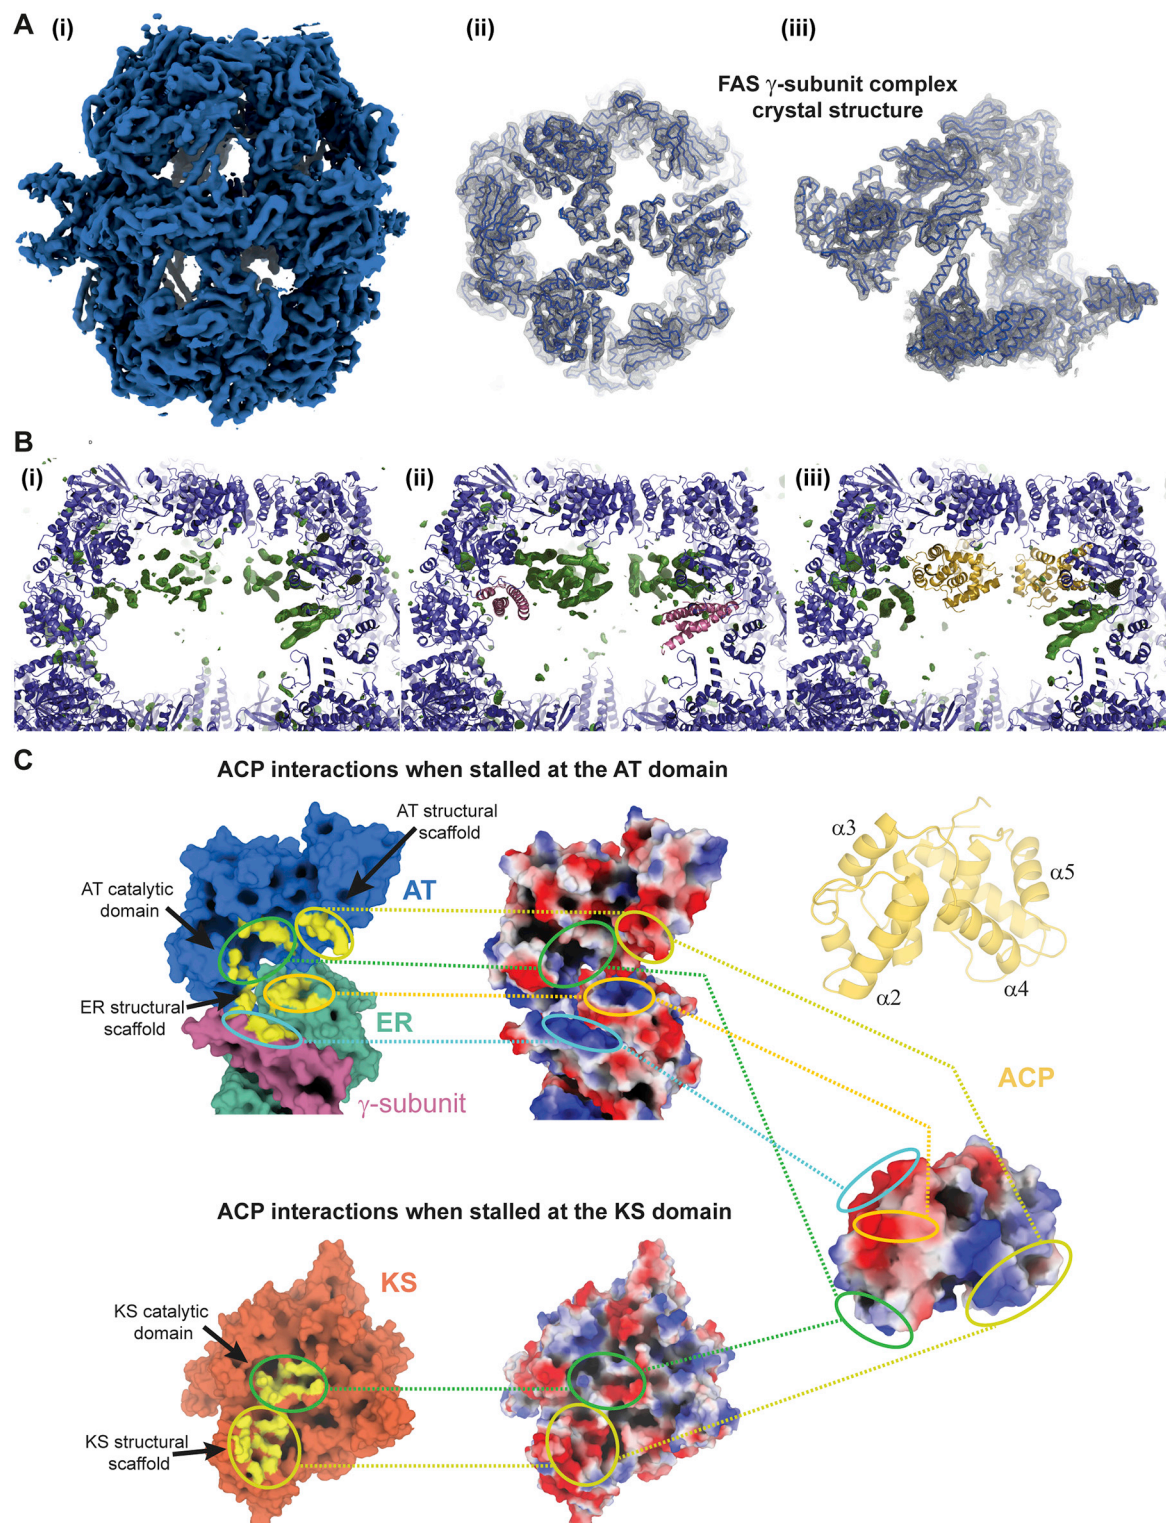 A (i)
(ii)
(iii)
FAS γ-subunit complex
crystal structure
B
(i)
(ii)
(iii)
C
ACP interactions when stalled at the AT domain
AT structural
scaffold
AT
AT catalytic
domain
ER structural
scaffold
ER
γ-subunit
α3
α5
α2
α4
ACP
ACP interactions when stalled at the KS domain
KS
KS catalytic
domain
KS structural
scaffold